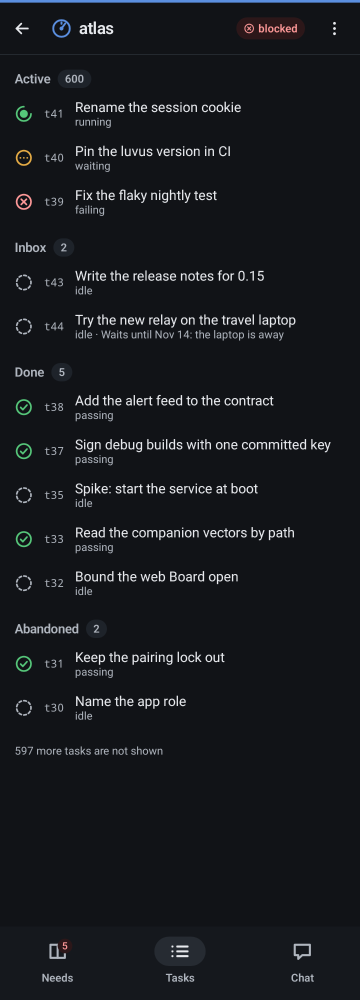 atlas
blocked
Active 600
t41 Rename the session cookie
running
t40 Pin the luvus version in CI
waiting
t39 Fix the flaky nightly test
failing
Inbox 2
t43 Write the release notes for 0.15
idle
t44 Try the new relay on the travel laptop
idle · Waits until Nov 14: the laptop is away
Done 5
t38 Add the alert feed to the contract
passing
t37 Sign debug builds with one committed key
passing
t35 Spike: start the service at boot
idle
t33 Read the companion vectors by path
passing
t32 Bound the web Board open
idle
Abandoned 2
t31 Keep the pairing lock out
passing
t30 Name the app role
idle
597 more tasks are not shown
5
Needs
Tasks
Chat